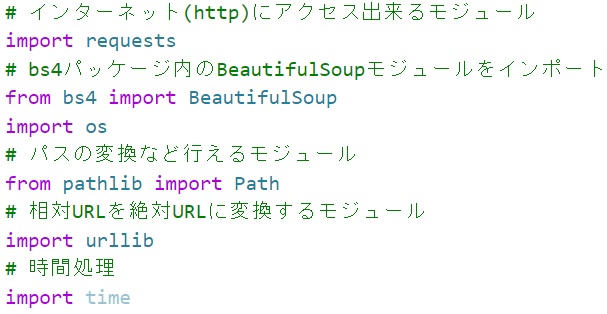 # インターネット(http)にアクセス出来るモジュール
import requests
# bs4パッケージ内のBeautifulSoupモジュールをインポート
from bs4 import BeautifulSoup
import os
# パスの変換など行えるモジュール
from pathlib import Path
# 相対URLを絶対URLに変換するモジュール
import urllib
# 時間処理
import time